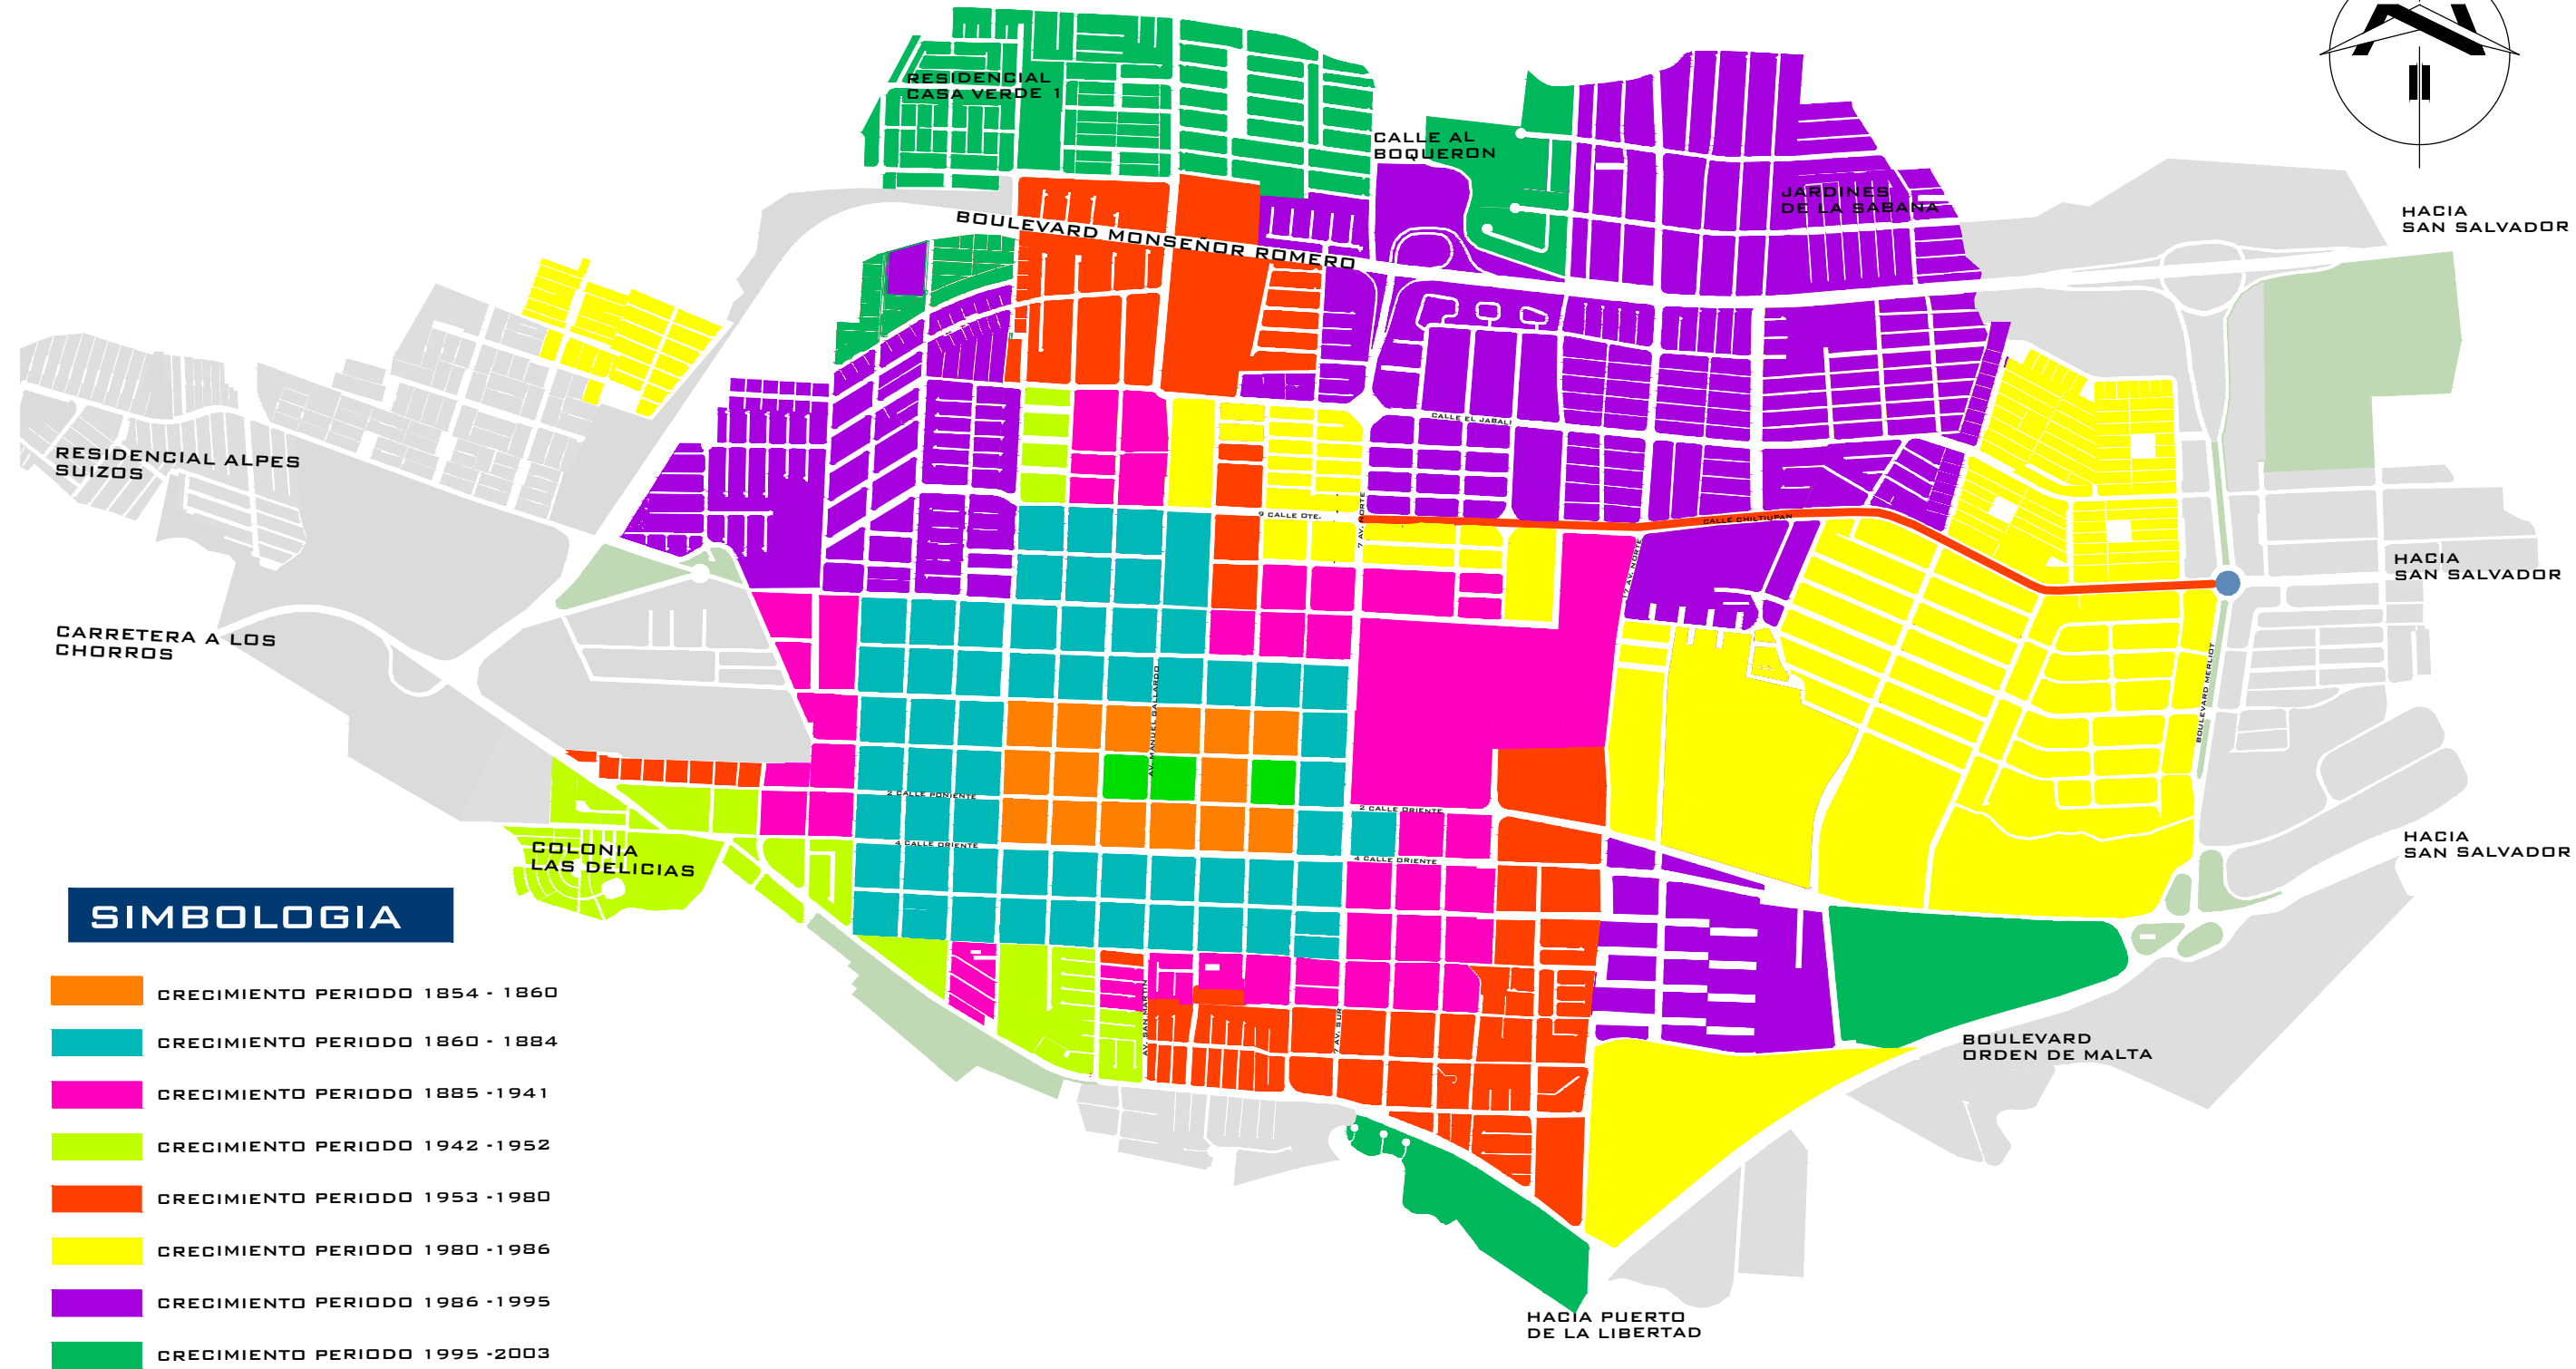 RESIDENCIAL
CASA VERDE 1
CALLE AL
BOQUERON
JARDINES
DE LA SABANA
HACIA
SAN SALVADOR
BOULEVARD MONSEÑOR ROMERO
CALLE EL JABALI
RESIDENCIAL ALPES
SUIZOS
9 CALLE OTE.
7 AV. NORTE
CALLE CHILTIUPAN
17 AV. NORTE
HACIA
SAN SALVADOR
CARRETERA A LOS
CHORROS
AV. MANUEL GALLARDO
BOULEVARD MERLIOT
2 CALLE PONIENTE
2 CALLE ORIENTE
4 CALLE ORIENTE
4 CALLE ORIENTE
HACIA
SAN SALVADOR
COLONIA
LAS DELICIAS
AV. SAN MARTIN
7 AV. SUR
BOULEVARD
ORDEN DE MALTA
HACIA PUERTO
DE LA LIBERTAD
SIMBOLOGIA
CRECIMIENTO PERIODO 1854 - 1860
CRECIMIENTO PERIODO 1860 - 1884
CRECIMIENTO PERIODO 1885 -1941
CRECIMIENTO PERIODO 1942 -1952
CRECIMIENTO PERIODO 1953 -1980
CRECIMIENTO PERIODO 1980 -1986
CRECIMIENTO PERIODO 1986 -1995
CRECIMIENTO PERIODO 1995 -2003